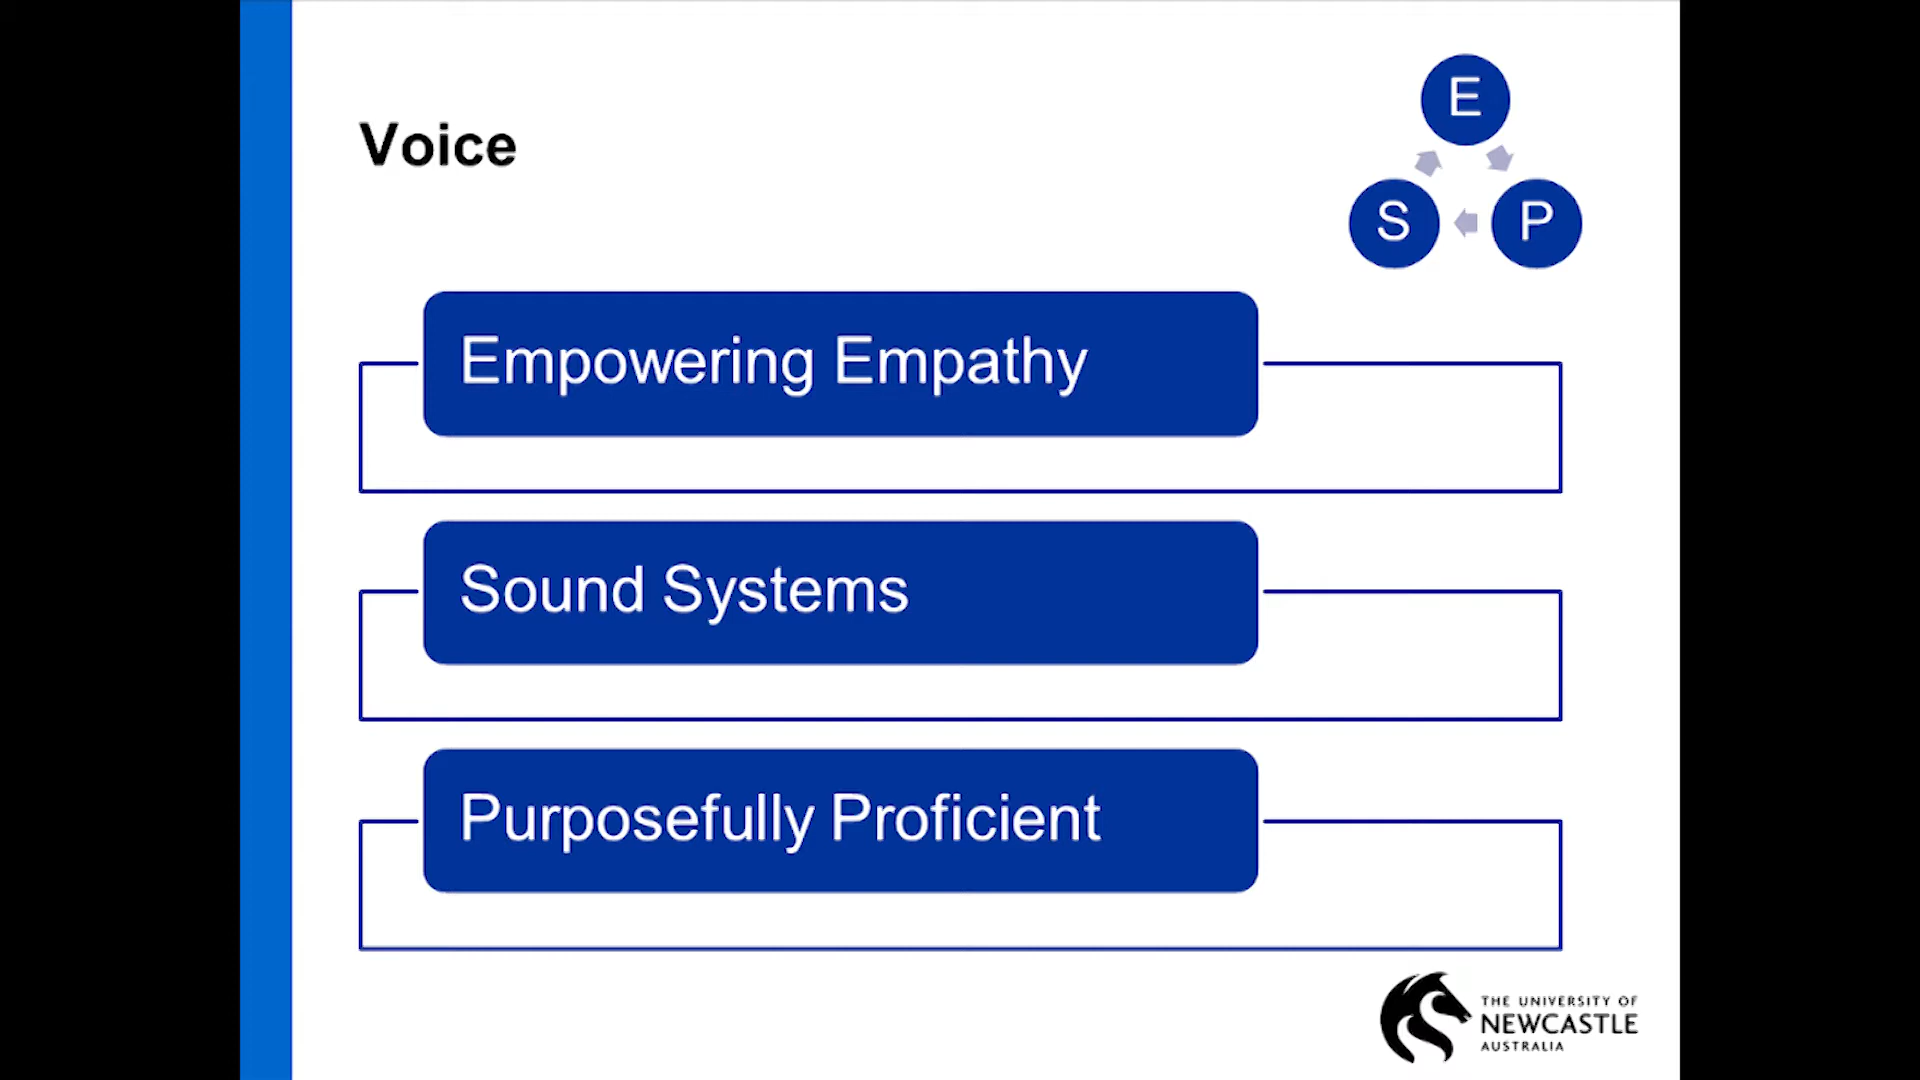 Voice
E
S
P
Empowering Empathy
Sound Systems
Purposefully Proficient
THE UNIVERSITY OF
NEWCASTLE
AUSTRALIA